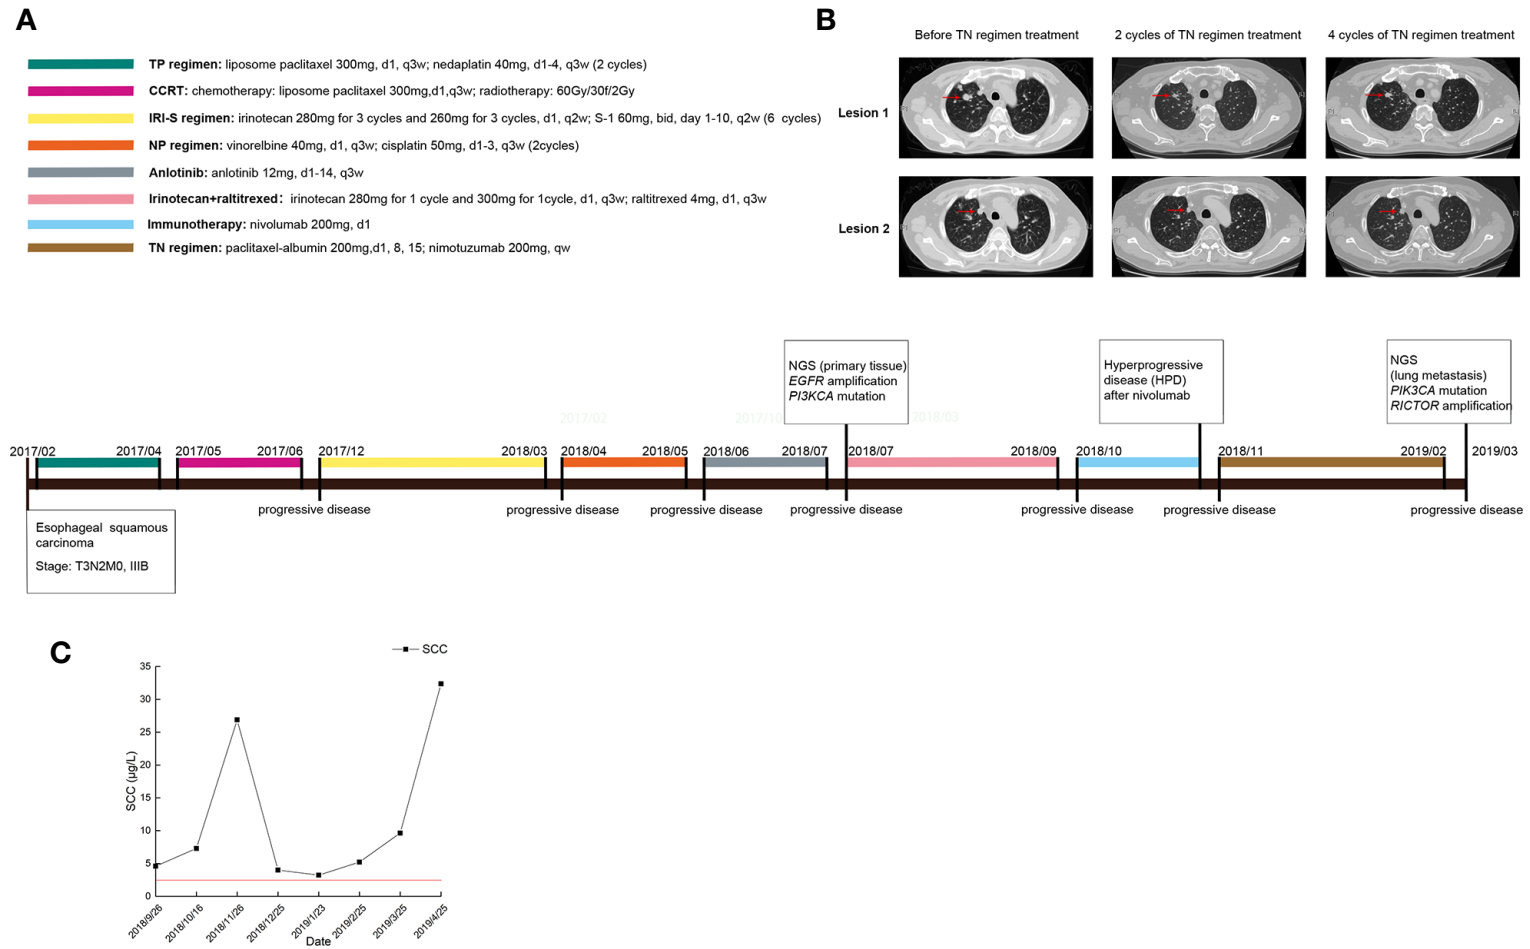 A
TP regimen: liposome paclitaxel 300mg, d1, q3w; nedaplatin 40mg, d1-4, q3w (2 cycles)
CCRT: chemotherapy: liposome paclitaxel 300mg,d1,q3w; radiotherapy: 60Gy/30f/2Gy
IRI-S regimen: irinotecan 280mg for 3 cycles and 260mg for 3 cycles, d1, q2w; S-1 60mg, bid, day 1-10, q2w (6 cycles)
NP regimen: vinorelbine 40mg, d1, q3w; cisplatin 50mg, d1-3, q3w (2cycles)
Anlotinib: anlotinib 12mg, d1-14, q3w
Irinotecan+raltitrexed: irinotecan 280mg for 1 cycle and 300mg for 1cycle, d1, q3w; raltitrexed 4mg, d1, q3w
Immunotherapy: nivolumab 200mg, d1
TN regimen: paclitaxel-albumin 200mg,d1, 8, 15; nimotuzumab 200mg, qw
B
Before TN regimen treatment
2 cycles of TN regimen treatment
4 cycles of TN regimen treatment
Lesion 1
Lesion 2
NGS (primary tissue)
EGFR amplification
PI3KCA mutation
Hyperprogressive
disease (HPD)
after nivolumab
NGS
(lung metastasis)
PIK3CA mutation
RICTOR amplification
2017/02
2017/10
2018/03
2017/02 2017/04 2017/05 2017/06 2017/12 2018/03 2018/04 2018/05 2018/06 2018/07 2018/07 2018/09 2018/10 2018/11 2019/02 2019/03
progressive disease progressive disease progressive disease progressive disease progressive disease progressive disease progressive disease
Esophageal squamous
carcinoma
Stage: T3N2M0, IIIB
C
SCC
SCC (μg/L)
35
30
25
20
15
10
5
0
2018/9/26 2018/10/16 2018/11/26 2018/12/25 2019/1/23 2019/2/25 2019/3/25 2019/4/25
Date